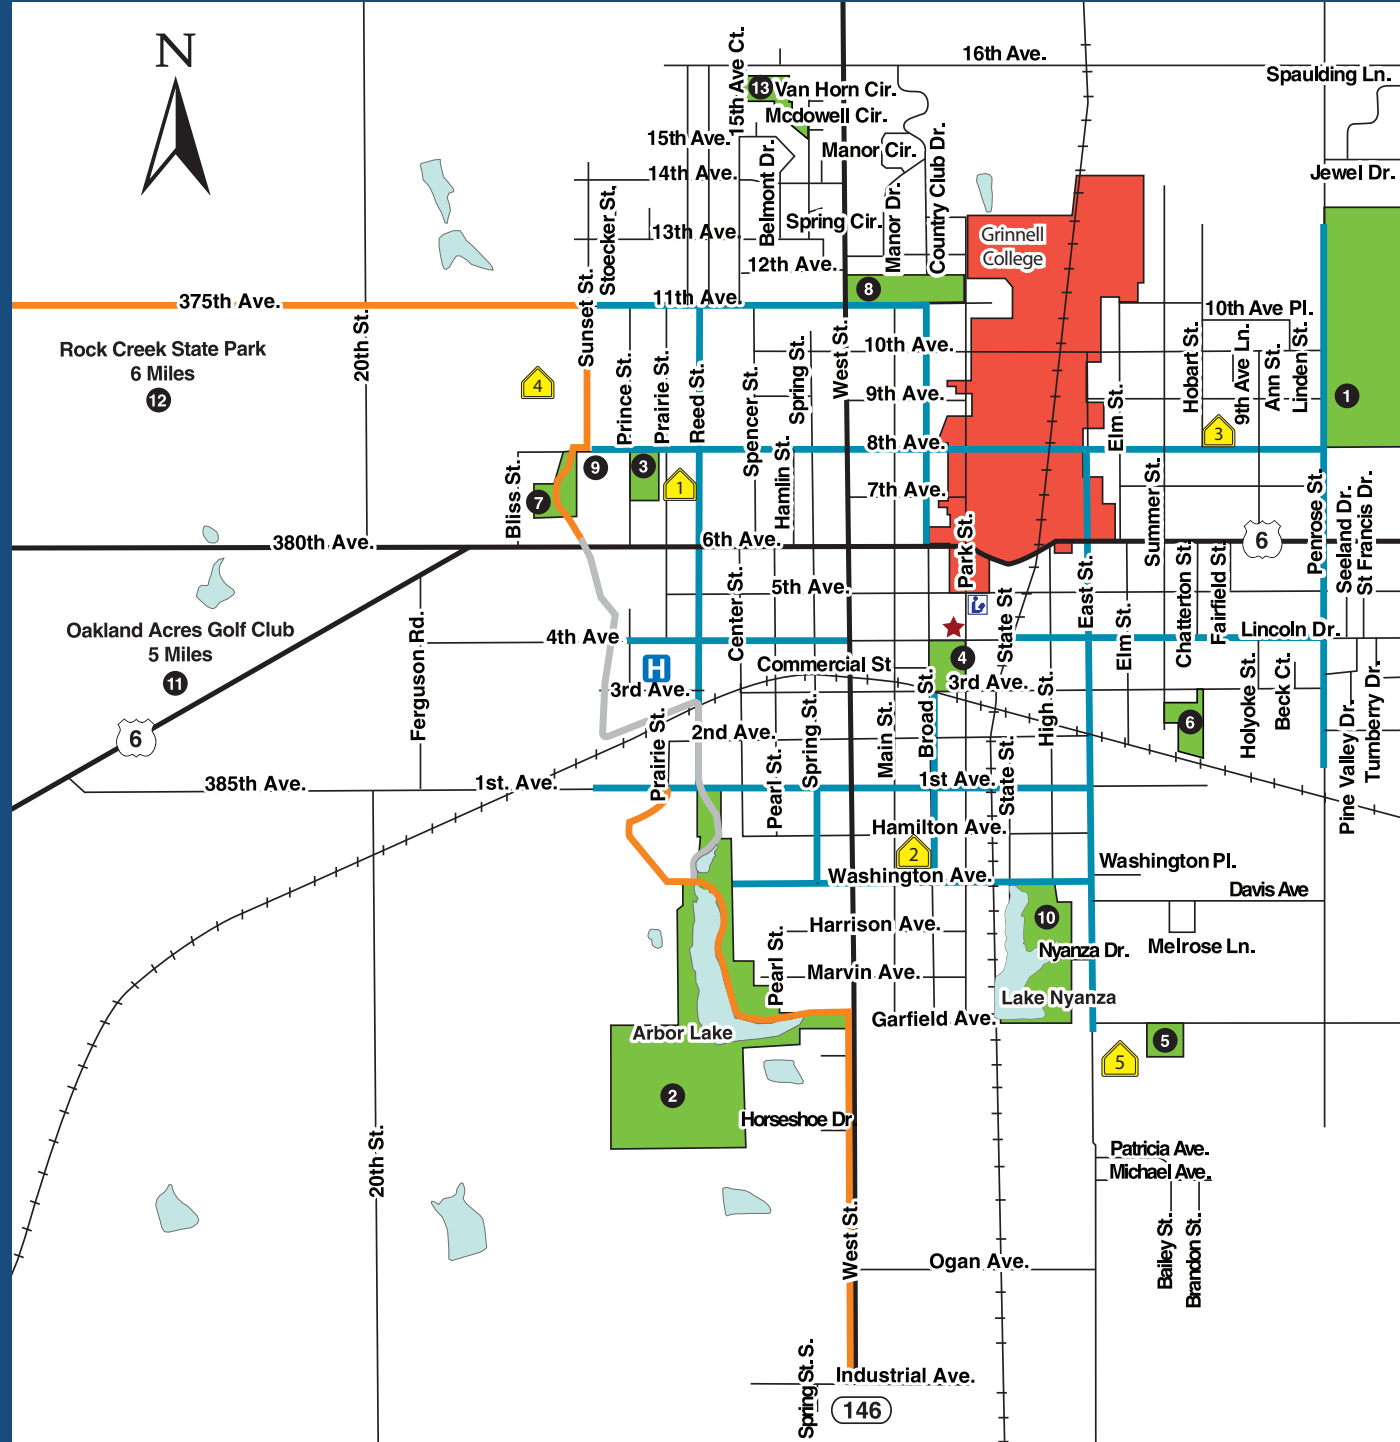 N
16th Ave.
Spaulding Ln.
15th Ave Ct.
13
Van Horn Cir.
Mcdowell Cir.
15th Ave.
Manor Cir.
14th Ave.
Jewel Dr.
Belmont Dr.
Country Club Dr.
Stoecker St.
Spring Cir.
Manor Dr.
13th Ave.
Grinnell
College
12th Ave.
8
375th Ave.
11th Ave.
10th Ave Pl.
Sunset St.
20th St.
Rock Creek State Park
6 Miles
12
4
Prince St.
Prairie St.
Reed St.
Spencer St.
Spring St.
West St.
10th Ave.
9th Ave.
8th Ave.
7th Ave.
Elm St.
Hobart St.
9th Ave Ln.
Ann St.
Linden St.
1
3
Bliss St.
7
9
3
1
Hamlin St.
Park St.
Summer St.
Penrose St.
Seeland Dr.
St Francis Dr.
6
380th Ave.
6th Ave.
5th Ave.
Center St.
State St
East St.
Elm St.
Chatterton St.
Fairfield St.
Lincoln Dr.
Oakland Acres Golf Club
5 Miles
11
6
Ferguson Rd.
4th Ave
H
Commercial St
4
3rd Ave.
3rd Ave.
Prairie St.
2nd Ave.
Spring St.
Main St.
Broad St.
High St.
6
Holyoke St.
Beck Ct.
Pine Valley Dr.
Turnberry Dr.
385th Ave.
1st. Ave.
Pearl St.
1st Ave.
State St.
Hamilton Ave.
2
Washington Ave.
Washington Pl.
Davis Ave
Harrison Ave.
10
Nyanza Dr.
Melrose Ln.
Pearl St.
Marvin Ave.
Lake Nyanza
Garfield Ave.
Arbor Lake
5
5
2
Horseshoe Dr.
20th St.
Patricia Ave.
Michael Ave.
West St.
Bailey St.
Brandon St.
Ogan Ave.
Spring St. S.
Industrial Ave.
146